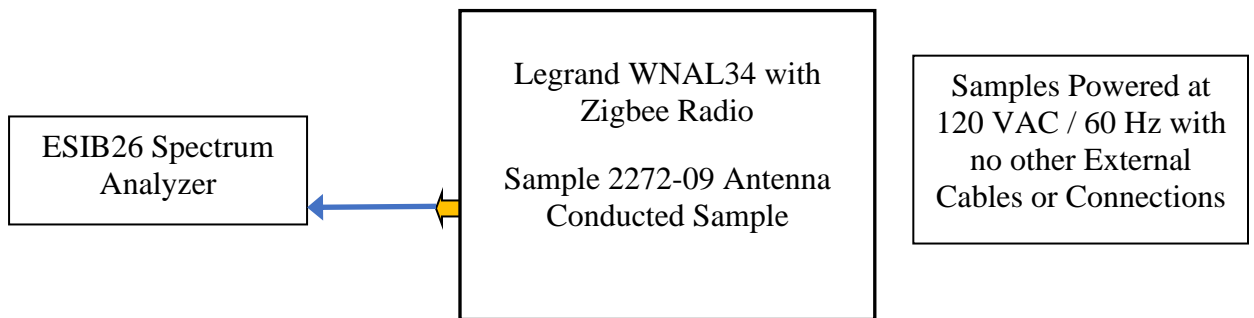 ESIB26 Spectrum
Analyzer
Legrand WNAL34 with
Zigbee Radio
Sample 2272-09 Antenna
Conducted Sample
Samples Powered at
120 VAC / 60 Hz with
no other External
Cables or Connections